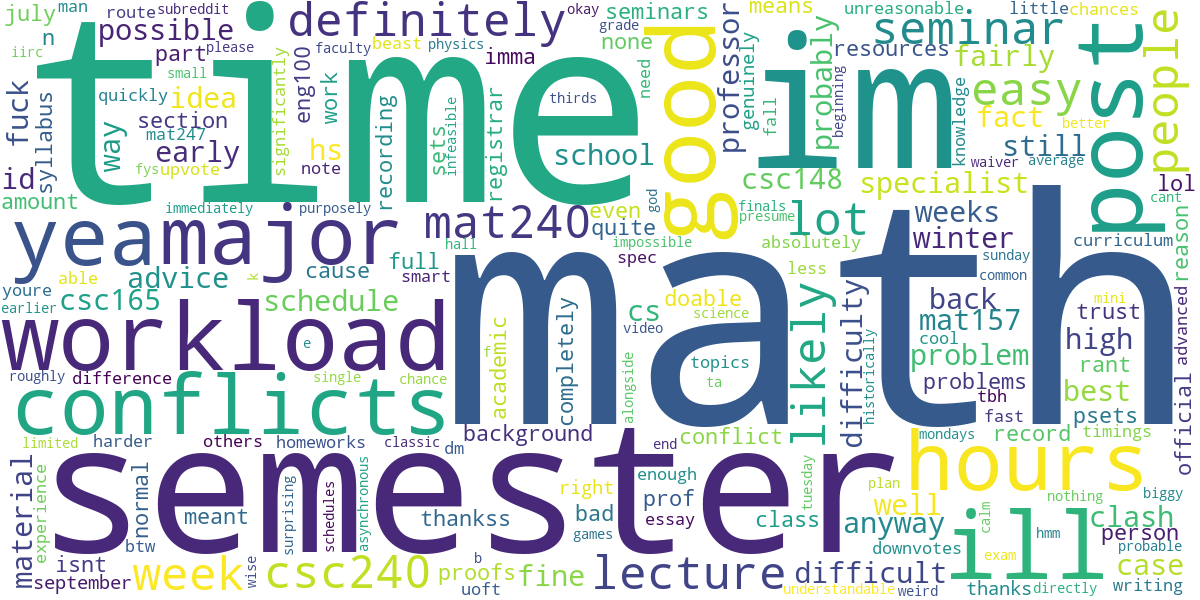 july
man
route
subreddit
time
definitely
okay
seminars
good
professor
means
unreasonable
little
chances
n
possible
iirc
please
part
faculty
beast
physics
grade
none
im
seminar
post
people
small
imma
probably
resources
fairly
fuck
quickly
idea
significantly
eng100
work
thirds
need
genuinely
fall
beginning
easy
syllabus
way
section
mat247
recording
sets
infeasible
registrar
knowledge
fact
better
early
hs
school
still
fys
upvote
note
waiver
average
id
csc148
specialist
cant
lol
amount
immediately
purposely
even
god
finals
presume
yea
major
mat240
quite
lot
weeks
hall
impossible
absolutely
winter
curriculum
reason
full
spec
sunday
able
k
cause
smart
less
common
youre
advice
math
earlier
csc165
schedule
doable
back
mini
advanced
workload
cs
science
mat157
trust
e
academic
f
completely
video
likely
difficulty
historically
cool
high
topics
problem
rant
roughly
difference
single
chance
ta
alongside
problems
best
conflicts
tbh
official
fast
psets
background
limited
harder
others
homeworks
classic
dm
end
conflict
mondays
record
timings
semester
hours
material
experience
normal
surprising
schedules
asynchronous
enough
right
prof
tuesday
plan
nothing
biggy
meant
thankss
bad
essay
class
well
ill
clash
games
anyway
calm
hmm
person
btw
isnt
downvotes
exam
probable
september
week
wise
csc240
proofs
fine
lecture
difficult
case
b
uoft
understandable
weird
thanks
directly
writing